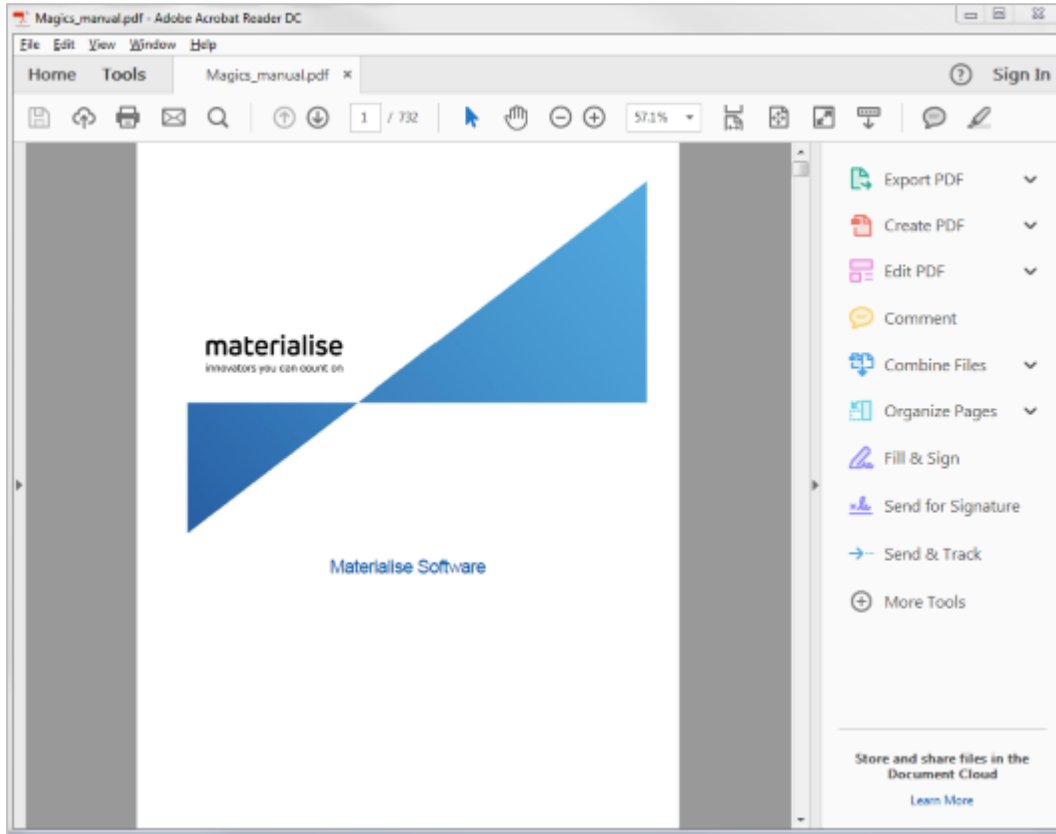 Magics_manual.pdf - Adobe Acrobat Reader DC
File Edit View Window Help
Home Tools Magics_manual.pdf × ? Sign In
1 / 732 57.1%
Export PDF
Create PDF
Edit PDF
materialise
innovators you can count on
Comment
Combine Files
Organize Pages
Fill & Sign
Send for Signature
Materialise Software
Send & Track
More Tools
Store and share files in the
Document Cloud
Learn More